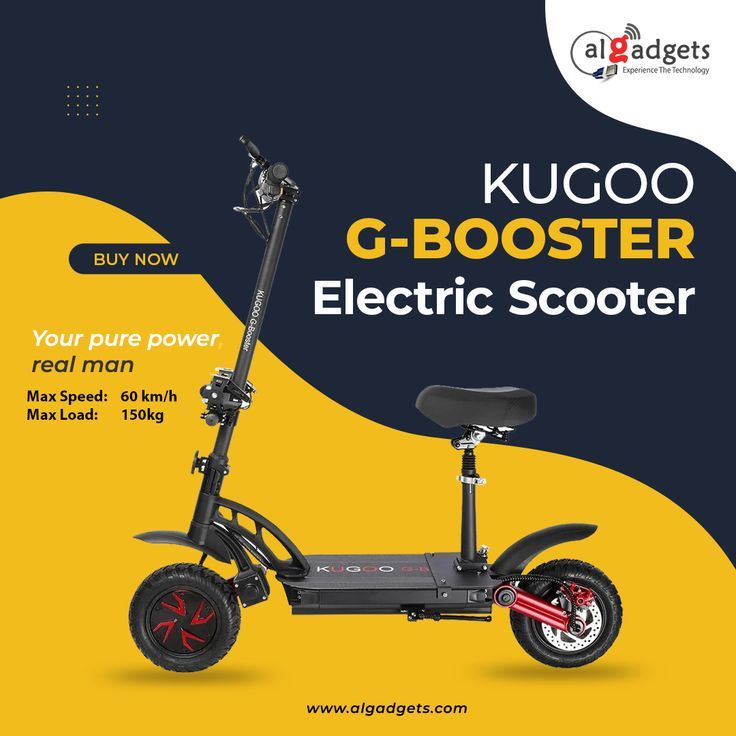 algadgets
Experience The Technology
KUGOO
G-BOOSTER
Electric Scooter
BUY NOW
Your pure power,
real man
Max Speed: 60 km/h
Max Load: 150kg
KUGOO G-Booster
KUGOO G-B
www.algadgets.com